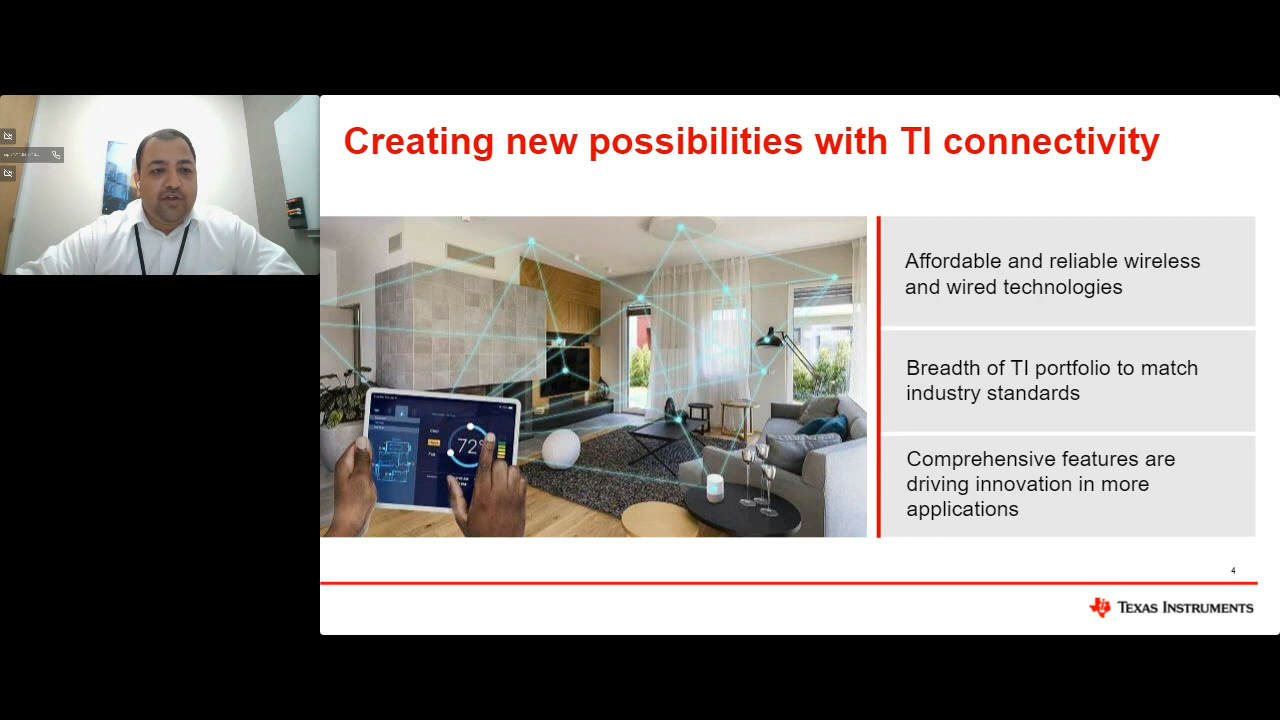 Creating new possibilities with TI connectivity
Affordable and reliable wireless
and wired technologies
Breadth of TI portfolio to match
industry standards
Comprehensive features are
driving innovation in more
applications
72°
4
TEXAS INSTRUMENTS